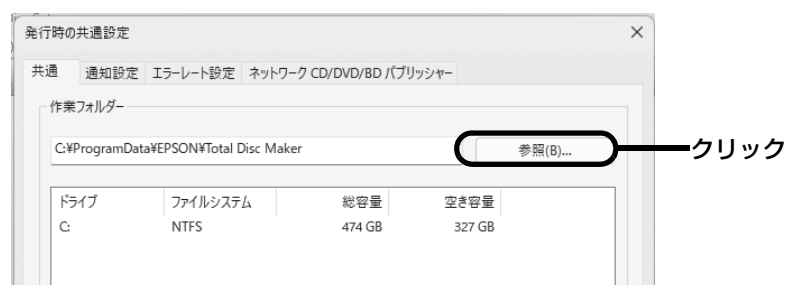 発行時の共通設定
共通 通知設定 エラーレート設定 ネットワーク CD/DVD/BD パブリッシャー
作業フォルダー
C:¥ProgramData¥EPSON¥Total Disc Maker 参照(B)... クリック
ドライブ ファイルシステム 総容量 空き容量
C: NTFS 474 GB 327 GB